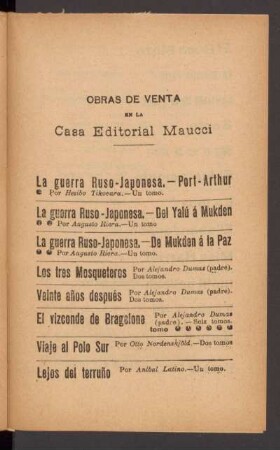 OBRAS DE VENTA
EN LA
Casa Editorial Maucci
La guerra Ruso-Japonesa.—Port-Arthur
Por Hesibo Tikovara.—Un tomo.
La guerra Ruso-Japonesa.—Del Yalú á Mukden
Por Augusto Riera.—Un tomo
La guerra Ruso-Japonesa.—De Mukden á la Paz
Por Augusto Riera.—Un tomo.
Los tres Mosqueteros Por Alejandro Dumas (padre). Dos tomos.
Veinte años después Por Alejandro Dumas (padre). Dos tomos.
El vizconde de Bragelone Por Alejandro Dumas (padre).—Seis tomos. tomo
Viaje al Polo Sur Por Otto Nordenskjöld.—Dos tomos
Lejos del terruño Por Anibal Latino.—Un tomo.